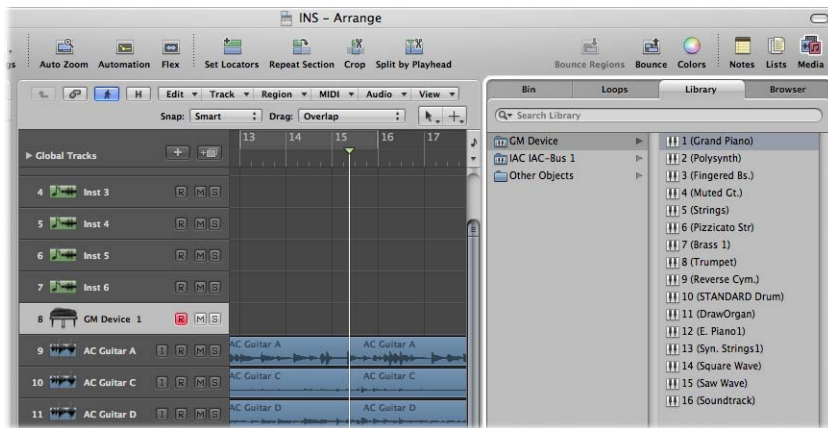 INS – Arrange
gs Auto Zoom Automation Flex Set Locators Repeat Section Crop Split by Playhead Bounce Regions Bounce Colors Notes Lists Media
H Edit Track Region MIDI Audio View
Snap: Smart Drag: Overlap
13 14 15 16 17
Global Tracks
4 Inst 3 R M S
5 Inst 4 R M S
6 Inst 5 R M S
7 Inst 6 R M S
8 GM Device 1 R M S
9 AC Guitar A I R M S AC Guitar A AC Guitar A
10 AC Guitar C I R M S AC Guitar C AC Guitar C
11 AC Guitar D I R M S AC Guitar D AC Guitar D
Bin Loops Library Browser
Search Library
GM Device
IAC IAC-Bus 1
Other Objects
1 (Grand Piano)
2 (Polysynth)
3 (Fingered Bs.)
4 (Muted Gt.)
5 (Strings)
6 (Pizzicato Str)
7 (Brass 1)
8 (Trumpet)
9 (Reverse Cym.)
10 (STANDARD Drum)
11 (DrawOrgan)
12 (E. Piano1)
13 (Syn. Strings1)
14 (Square Wave)
15 (Saw Wave)
16 (Soundtrack)